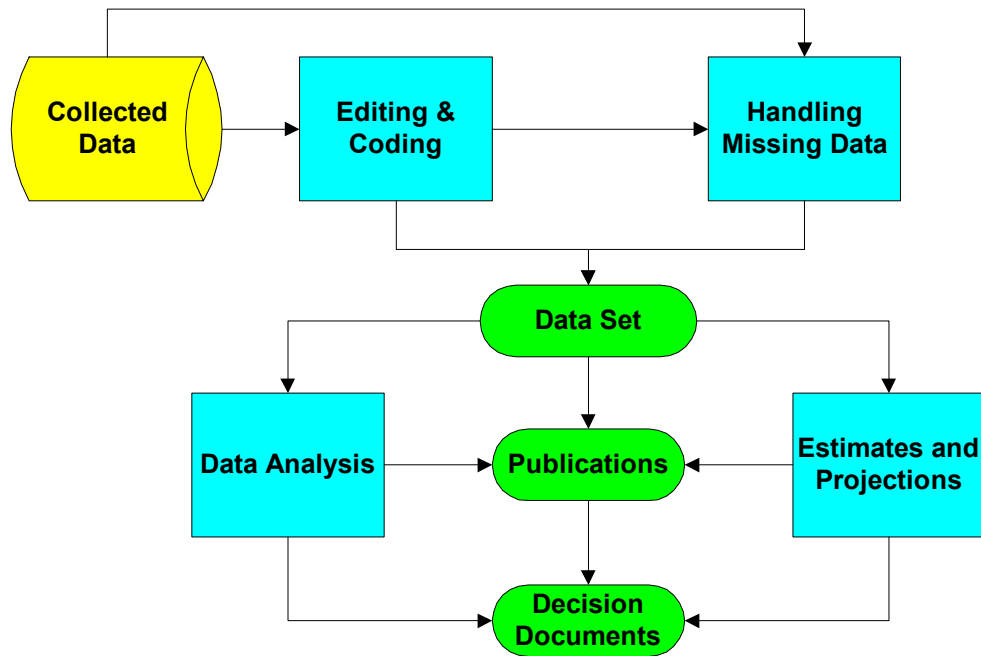 Collected
Data
Editing &
Coding
Handling
Missing Data
Data Set
Data Analysis
Publications
Estimates and
Projections
Decision
Documents